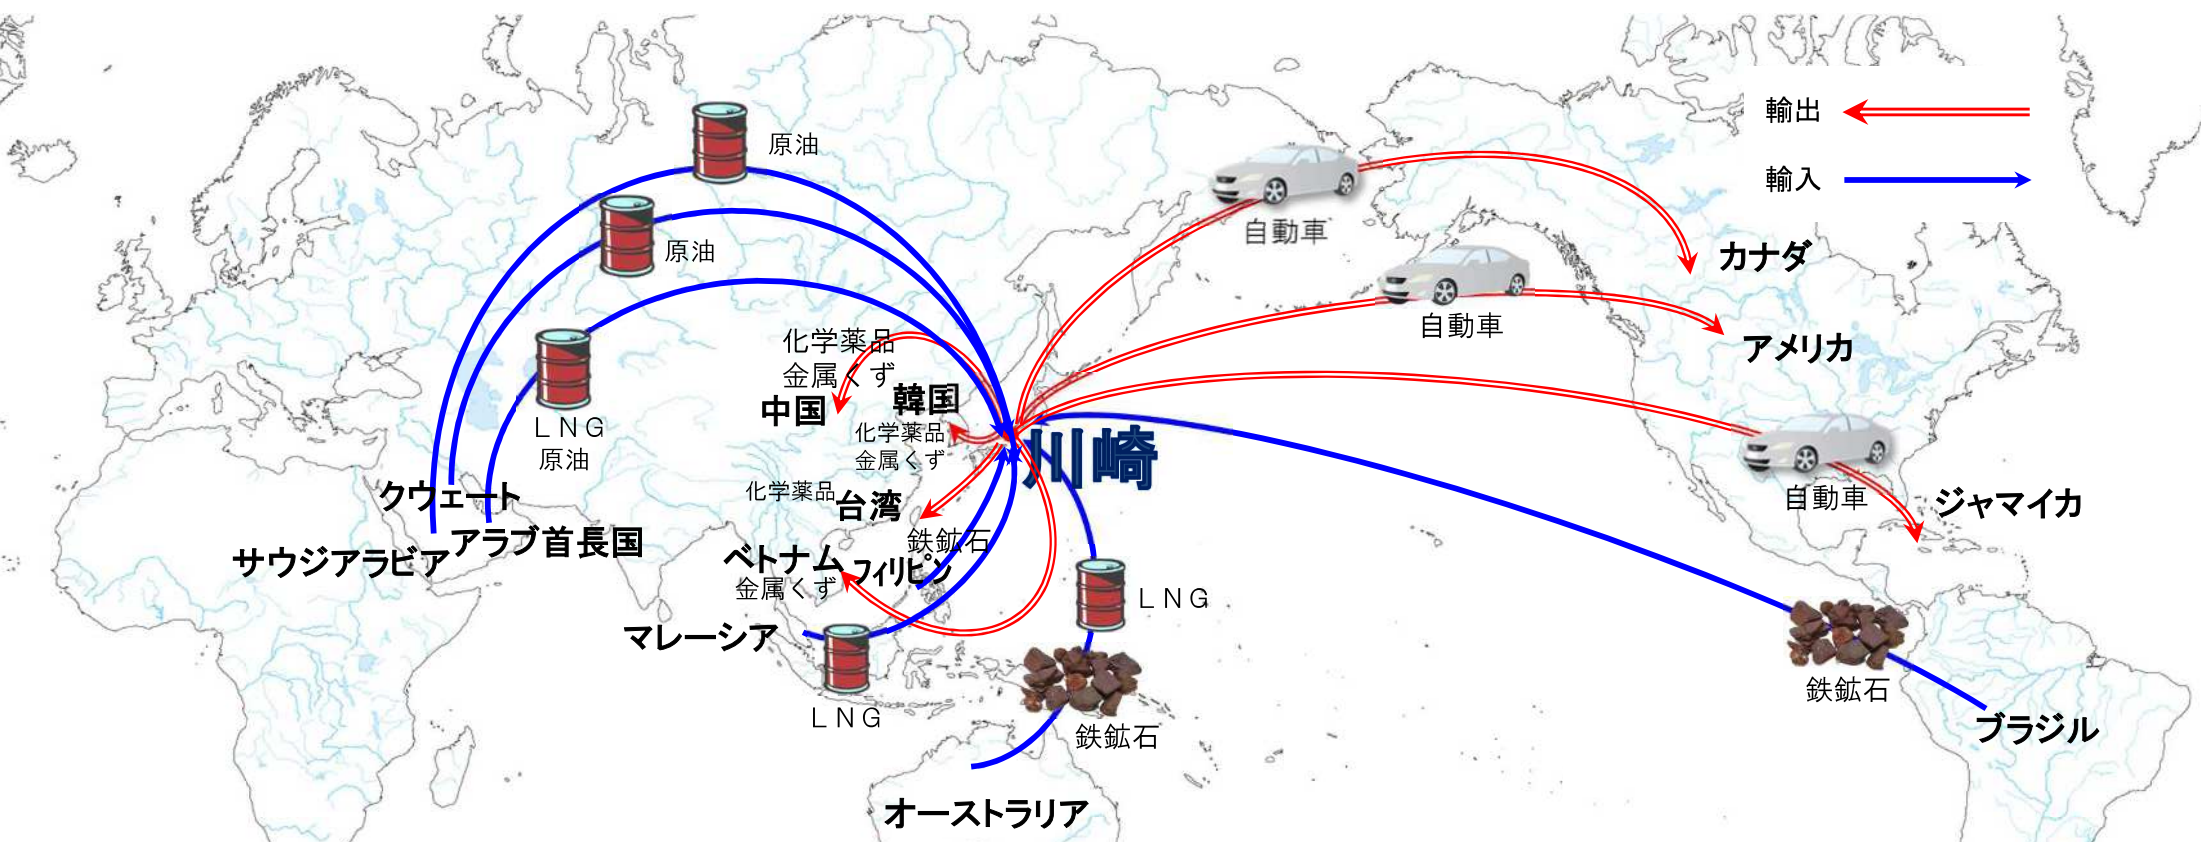 輸出
輸入
原油
原油
自動車
カナダ
自動車
アメリカ
化学薬品
金属くず
中国
韓国
化学薬品
金属くず
川崎
ＬＮＧ
原油
クウェート
アラブ首長国
サウジアラビア
化学薬品
台湾
鉄鉱石
ベトナム
フィリピン
金属くず
マレーシア
ＬＮＧ
ＬＮＧ
鉄鉱石
オーストラリア
自動車
ジャマイカ
鉄鉱石
ブラジル